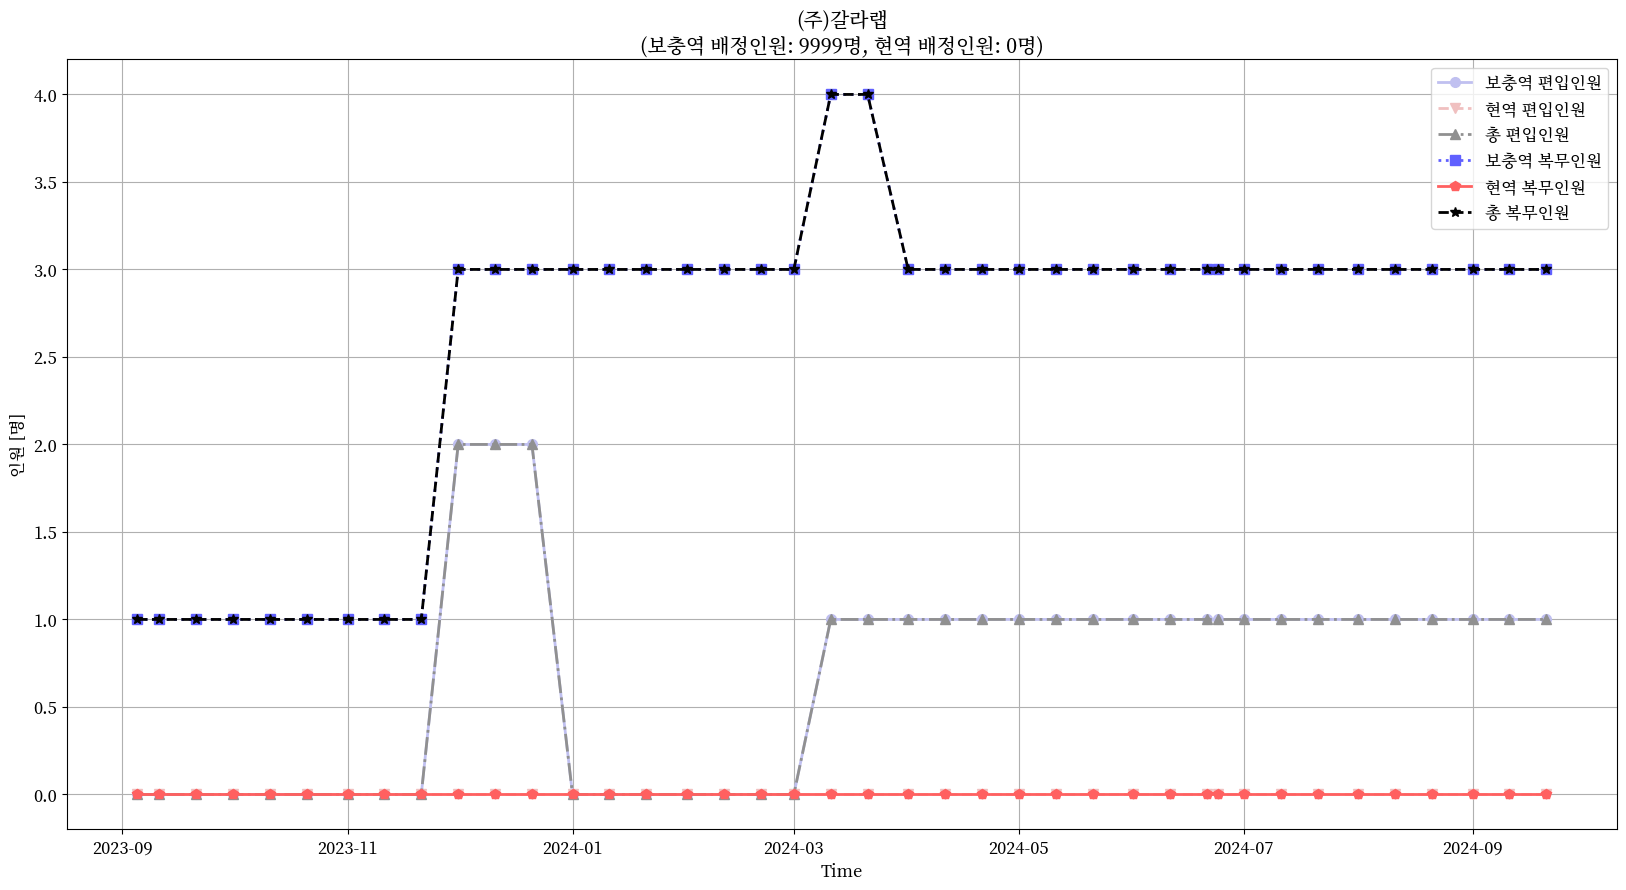 (주)갈라랩
(보충역 배정인원: 9999명, 현역 배정인원: 0명)
보충역 편입인원
현역 편입인원
총 편입인원
보충역 복무인원
현역 복무인원
총 복무인원
인원 [명]
4.0
3.5
3.0
2.5
2.0
1.5
1.0
0.5
0.0
2023-09
2023-11
2024-01
2024-03
2024-05
2024-07
2024-09
Time